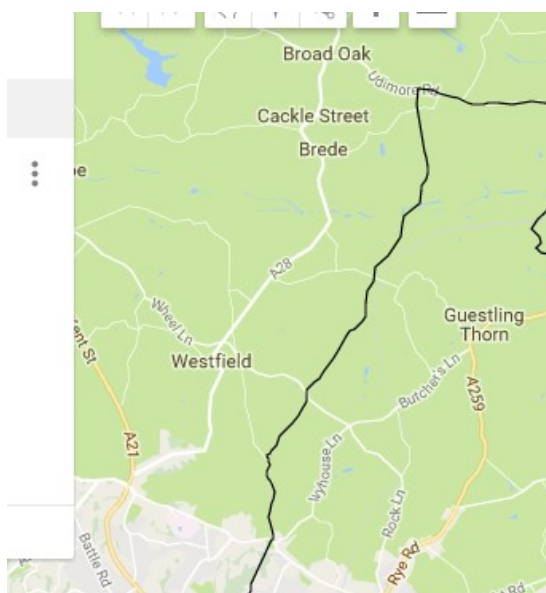 Broad Oak
Udimore Rd
Cackle Street
Brede
A28
Wheel Ln
Guestling
Thorn
Westfield
Butcher's Ln
A259
A21
Ivyhouse Ln
Rock Ln
Battle Rd
Rye Rd